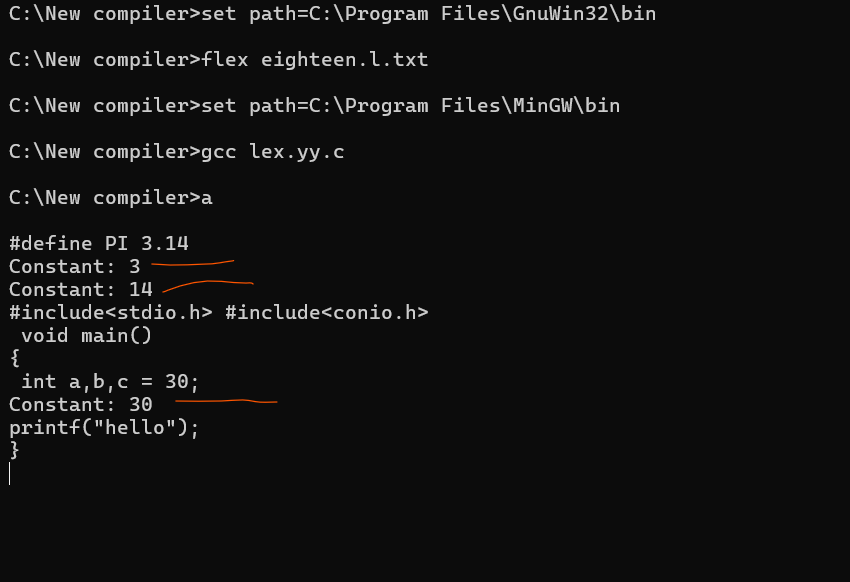 C:\New compiler>set path=C:\Program Files\GnuWin32\bin
C:\New compiler>flex eighteen.l.txt
C:\New compiler>set path=C:\Program Files\MinGW\bin
C:\New compiler>gcc lex.yy.c
C:\New compiler>a
#define PI 3.14
Constant: 3
Constant: 14
#include<stdio.h> #include<conio.h>
 void main()
{
 int a,b,c = 30;
Constant: 30
printf("hello");
}